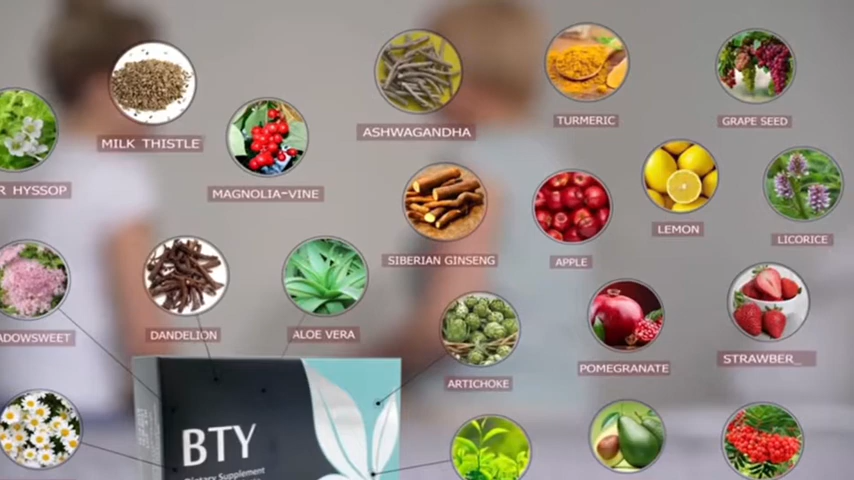 ASHWAGANDHA
TURMERIC
GRAPE SEED
MILK THISTLE
R HYSSOP
MAGNOLIA-VINE
LEMON
LICORICE
SIBERIAN GINSENG
APPLE
ADOWSWEET
DANDELION
ALOE VERA
POMEGRANATE
STRAWBER_
ARTICHOKE
BTY
Dietary Supplement